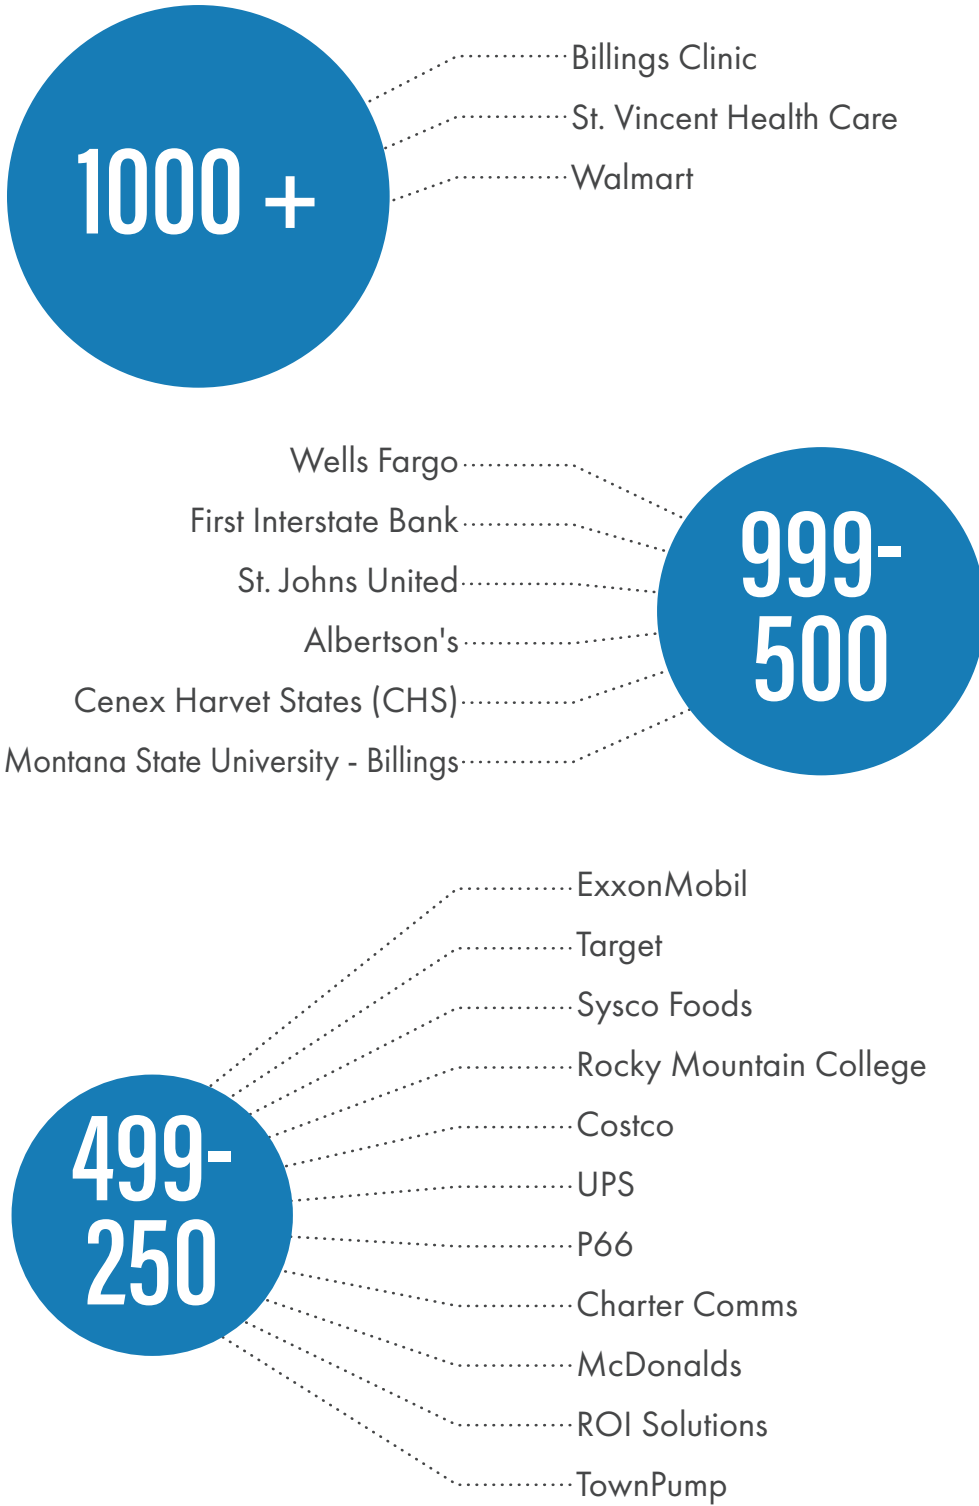 1000 +
Billings Clinic
St. Vincent Health Care
Walmart
Wells Fargo
First Interstate Bank
St. Johns United
Albertson's
Cenex Harvet States (CHS)
Montana State University - Billings
999-
500
ExxonMobil
Target
Sysco Foods
Rocky Mountain College
Costco
UPS
P66
Charter Comms
McDonalds
ROI Solutions
TownPump
499-
250